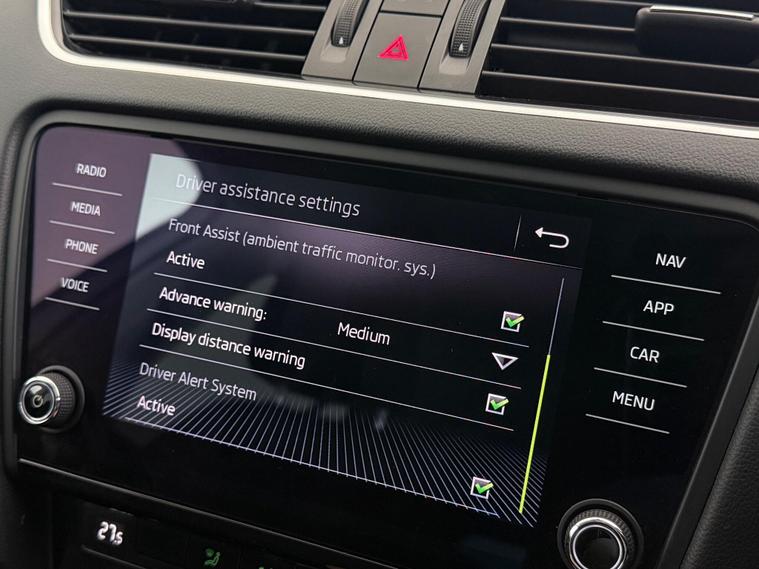 RADIO
MEDIA
PHONE
VOICE
Driver assistance settings
Front Assist (ambient traffic monitor. sys.)
Active
Advance warning: Medium
Display distance warning
Driver Alert System
Active
NAV
APP
CAR
MENU
27.5